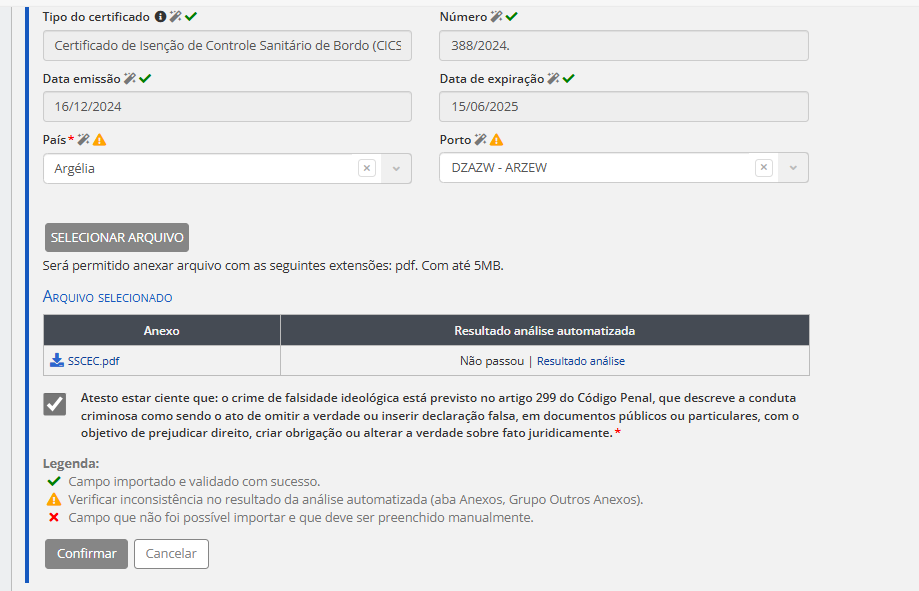 Tipo do certificado
Número
Certificado de Isenção de Controle Sanitário de Bordo (CICS
388/2024.
Data emissão
Data de expiração
16/12/2024
15/06/2025
País*
Porto
Argélia
DZAZW - ARZEW
SELECIONAR ARQUIVO
Será permitido anexar arquivo com as seguintes extensões: pdf. Com até 5MB.
ARQUIVO SELECIONADO
Anexo
Resultado análise automatizada
SSCEC.pdf
Não passou | Resultado análise
Atesto estar ciente que: o crime de falsidade ideológica está previsto no artigo 299 do Código Penal, que descreve a conduta
criminosa como sendo o ato de omitir a verdade ou inserir declaração falsa, em documentos públicos ou particulares, com o
objetivo de prejudicar direito, criar obrigação ou alterar a verdade sobre fato juridicamente.*
Legenda:
Campo importado e validado com sucesso.
Verificar inconsistência no resultado da análise automatizada (aba Anexos, Grupo Outros Anexos).
Campo que não foi possível importar e que deve ser preenchido manualmente.
Confirmar
Cancelar